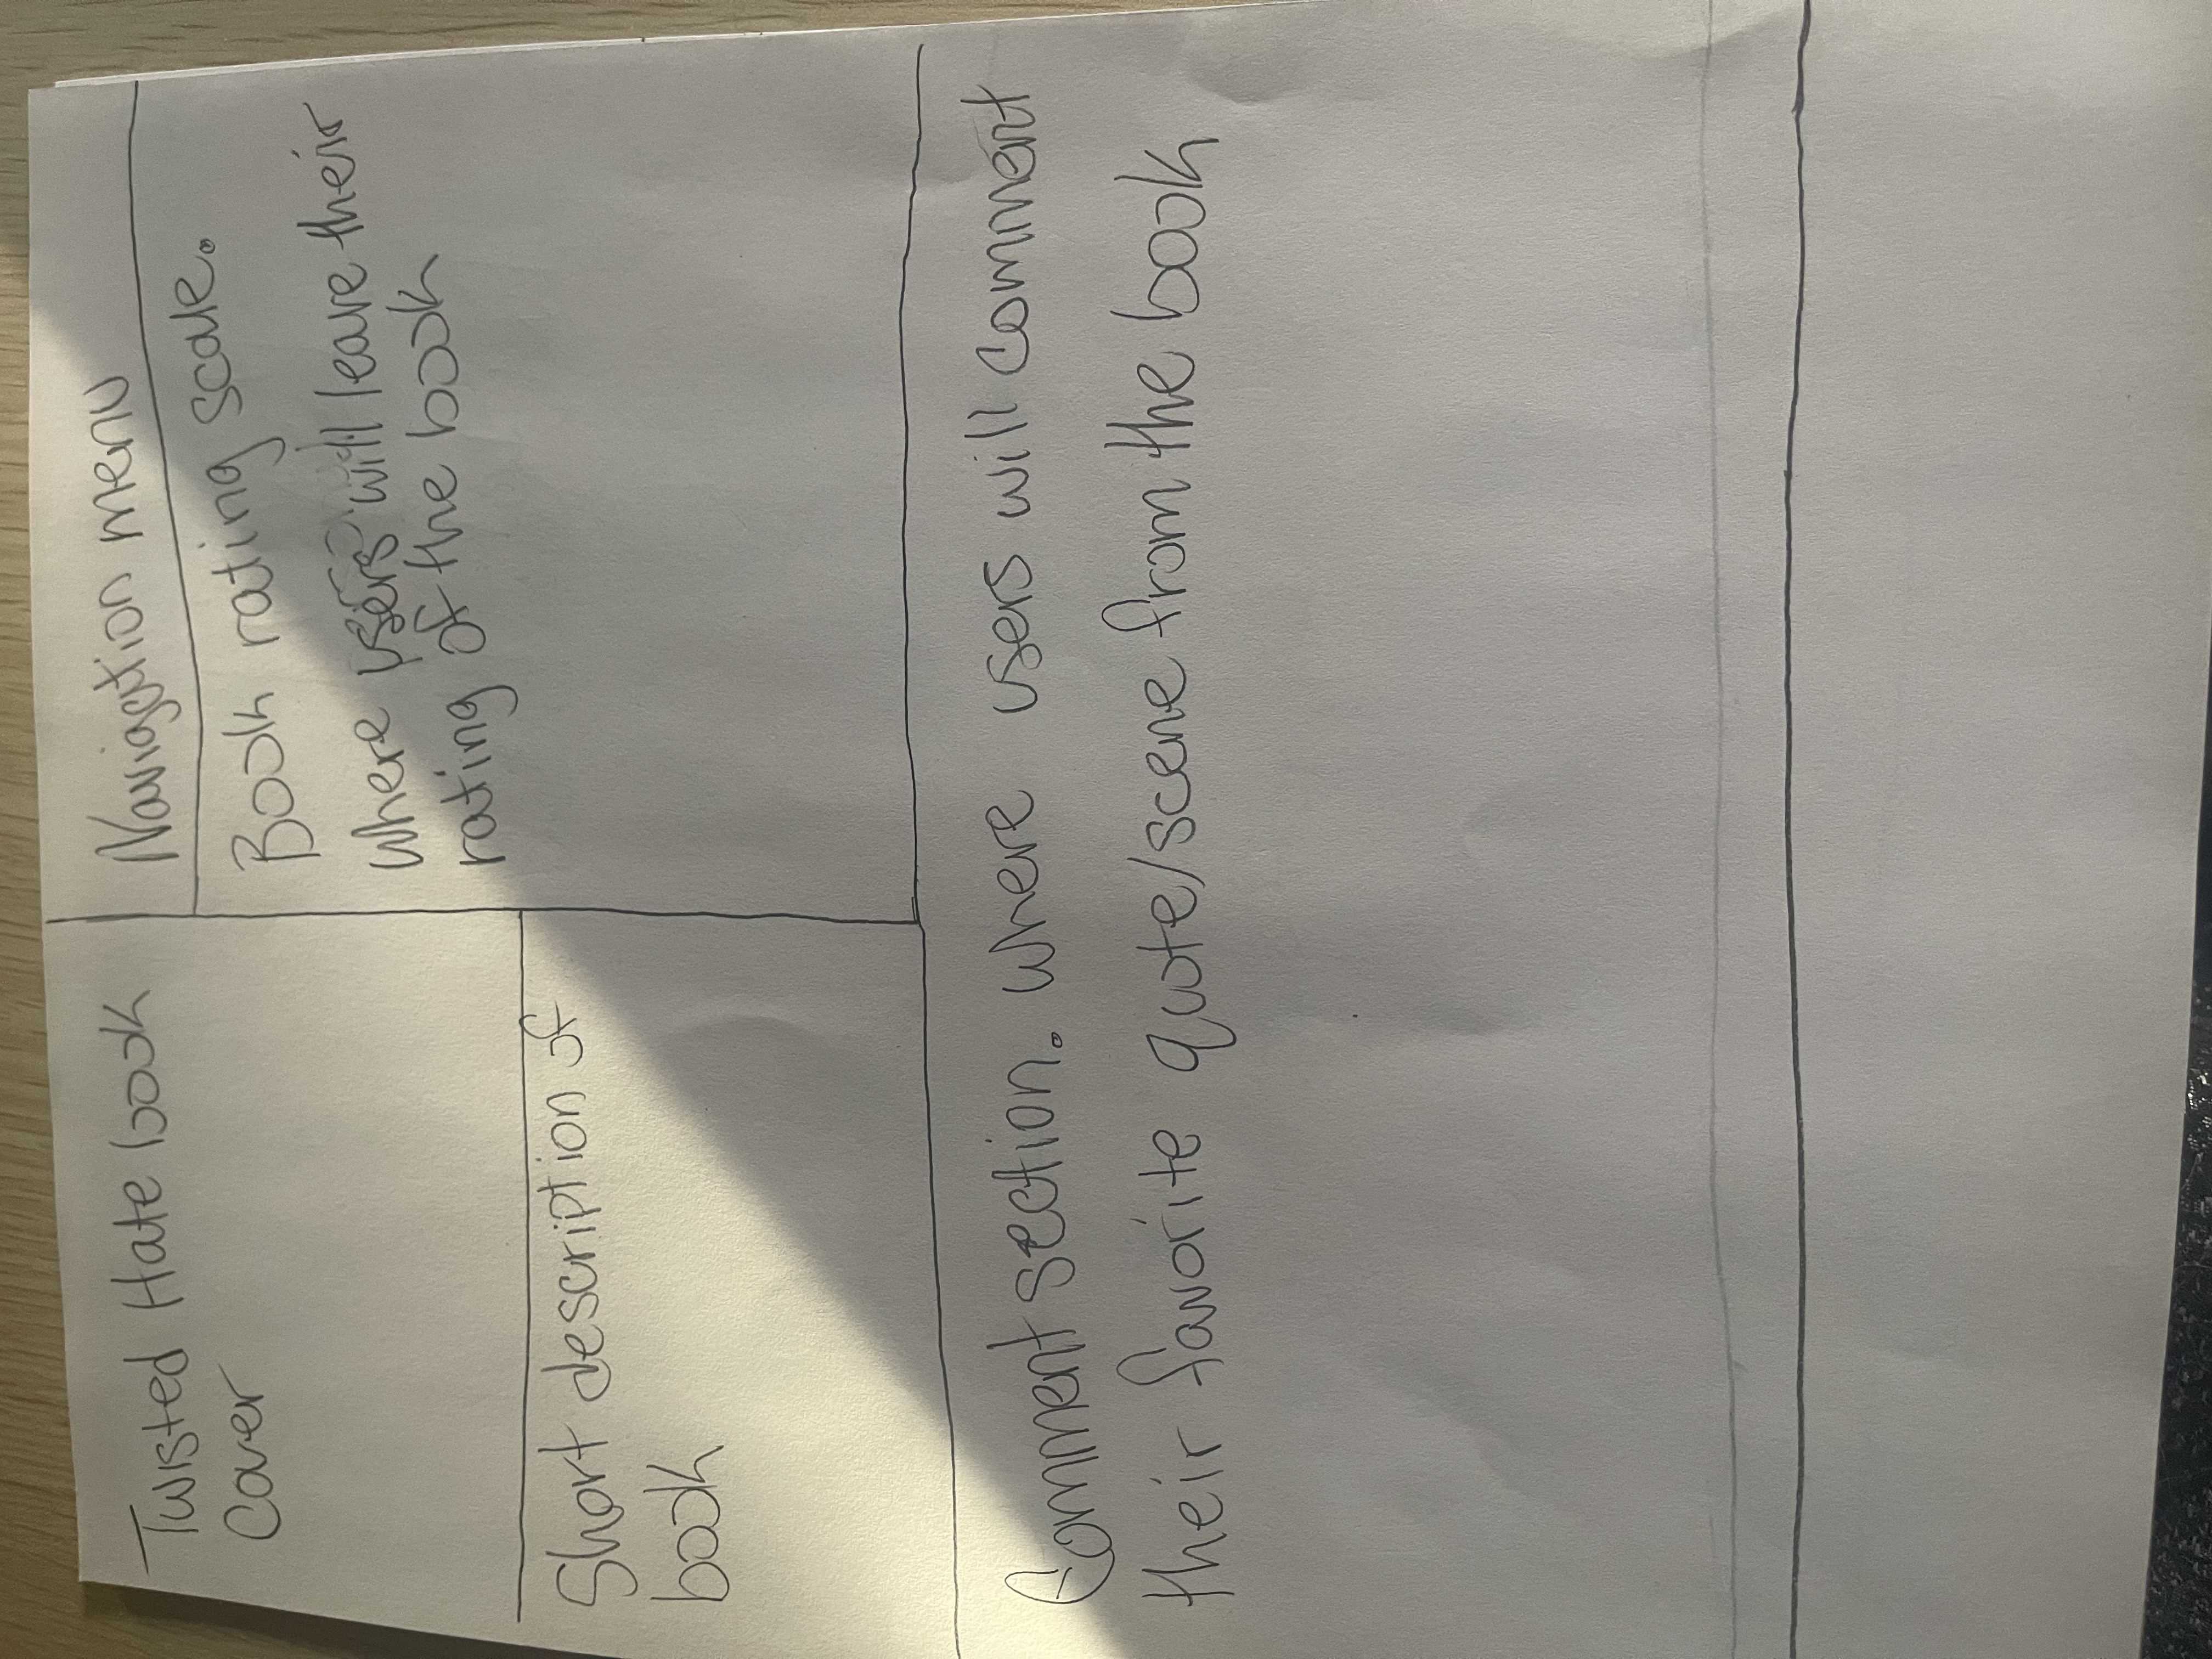 Twisted Hate book
Cover
Navigation menu
Book rating scale.
where users will leave their
rating of the book
Short description of
book
Comment section. where users will comment
their favorite quote/scene from the book